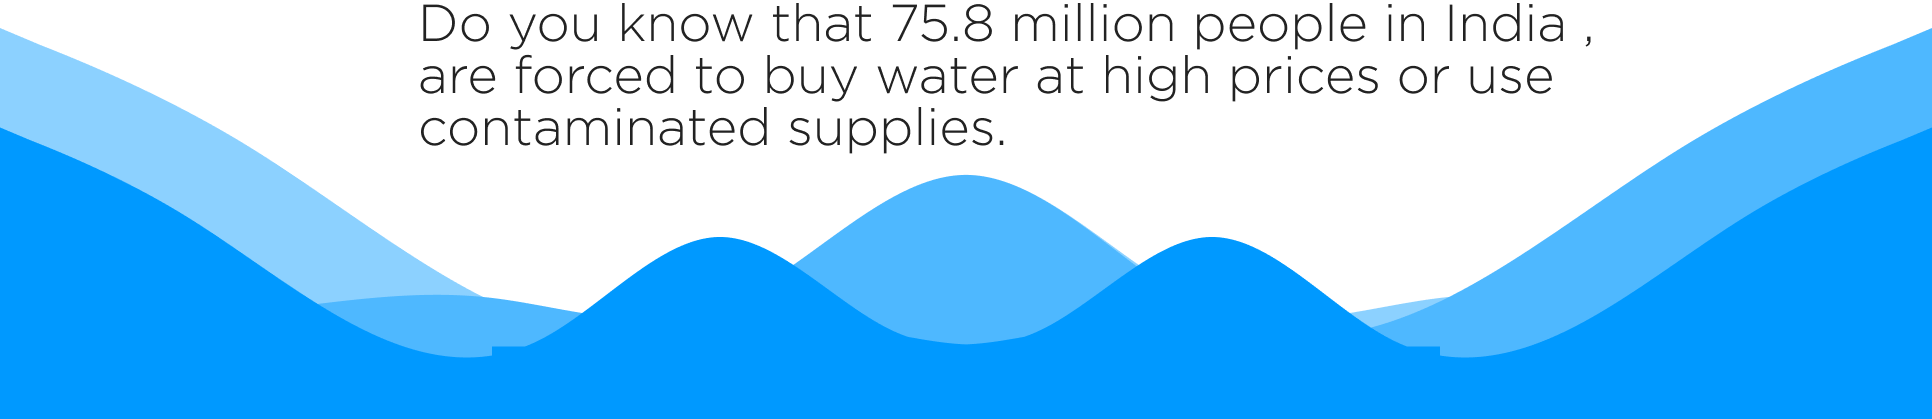 Do you know that 75.8 million people in India ,
are forced to buy water at high prices or use
contaminated supplies.